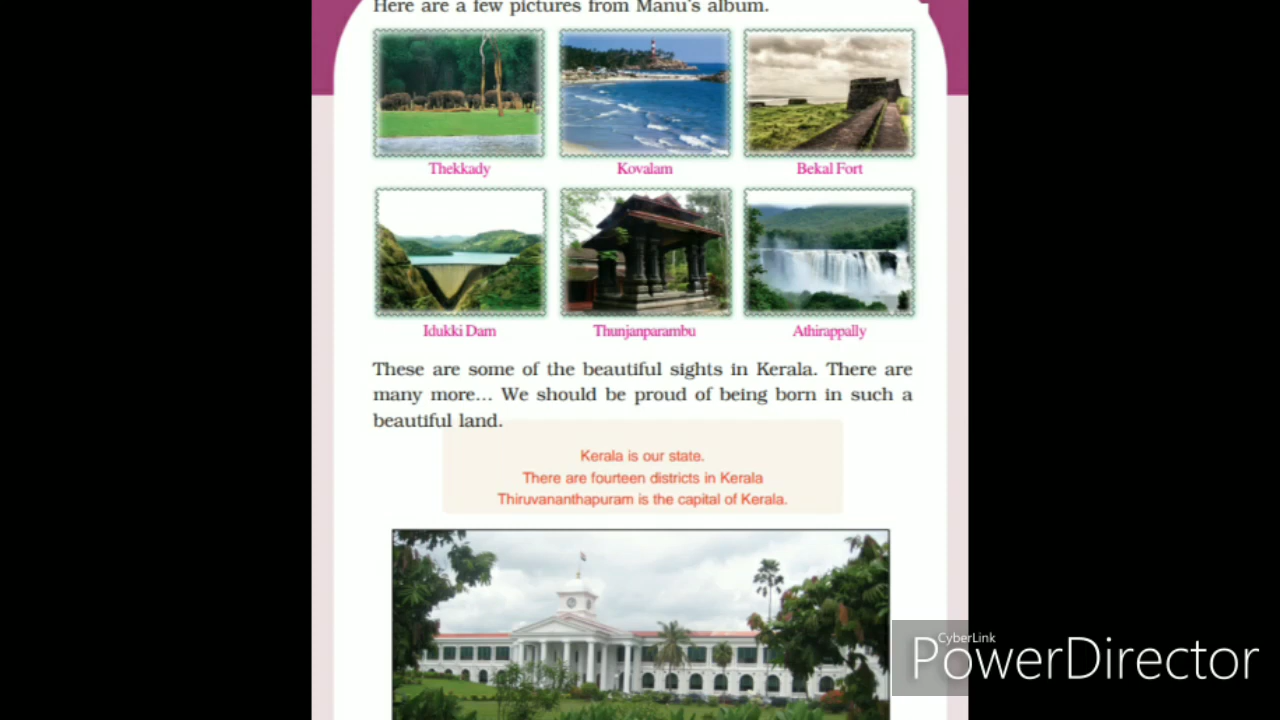 Here are a few pictures from Manu's album.
Thekkady
Kovalam
Bekal Fort
Idukki Dam
Thunjanparambu
Athirappally
These are some of the beautiful sights in Kerala. There are
many more... We should be proud of being born in such a
beautiful land.
Kerala is our state.
There are fourteen districts in Kerala
Thiruvananthapuram is the capital of Kerala.
CyberLink
PowerDirector